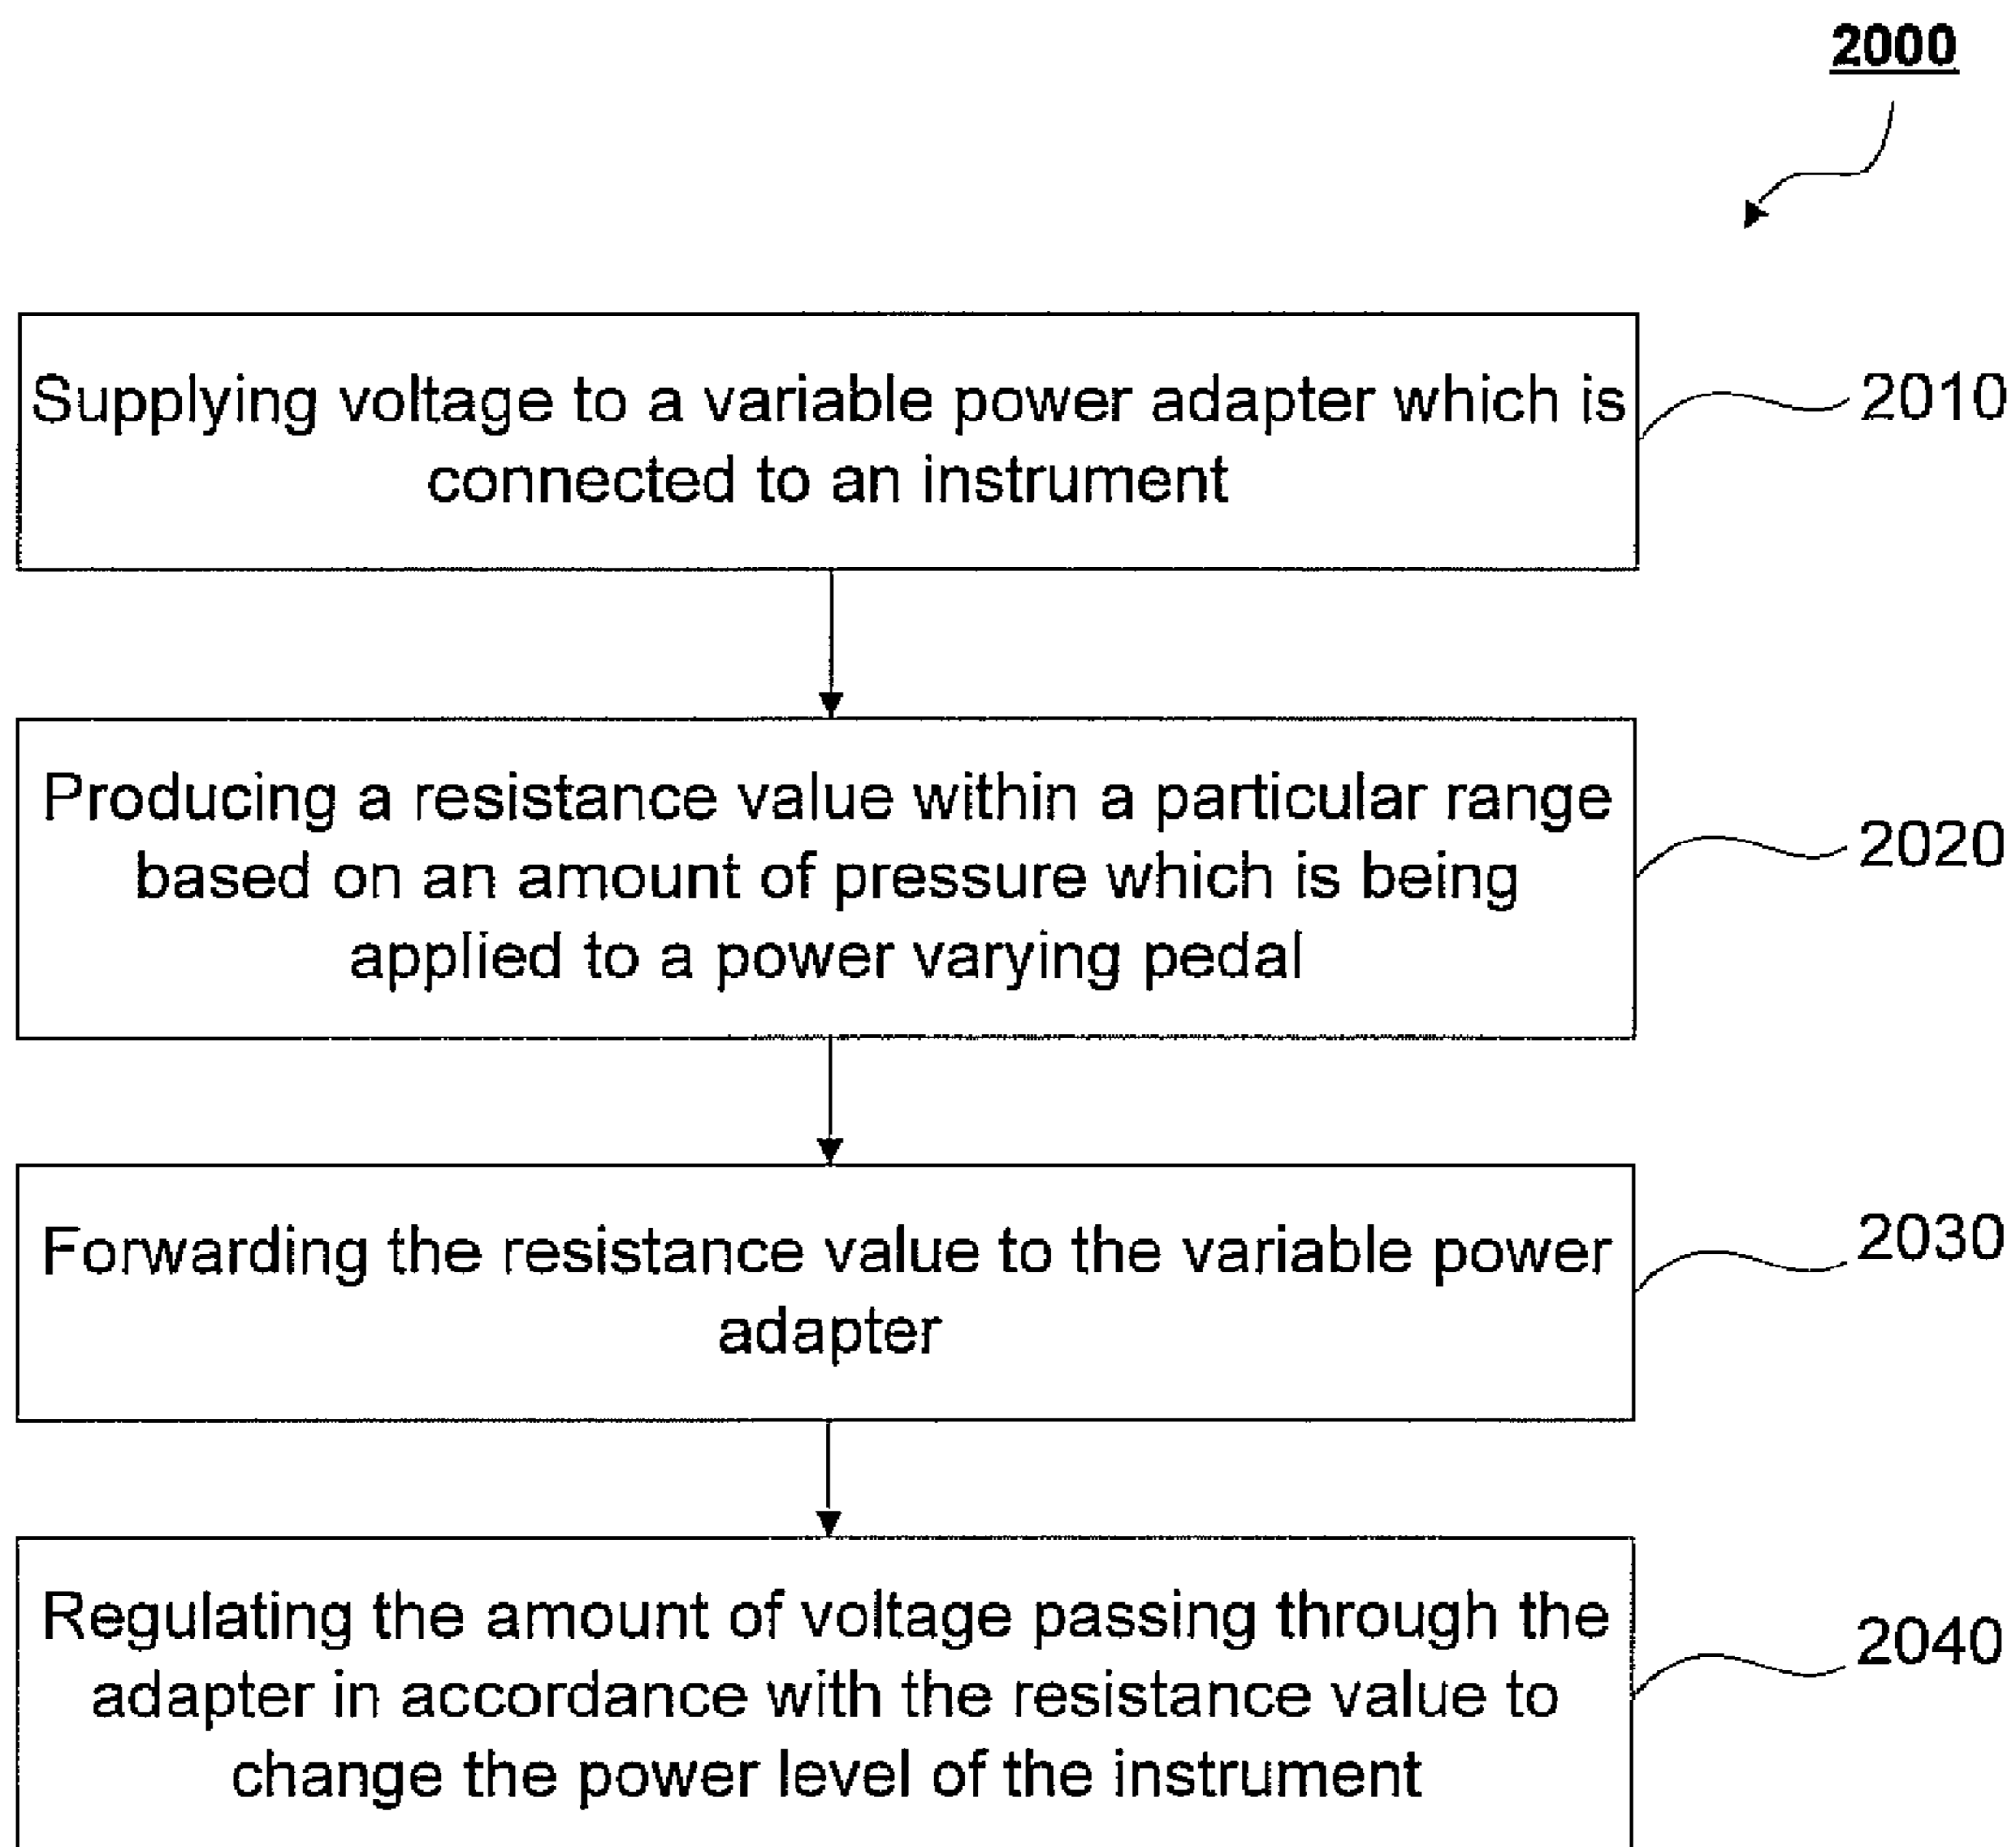 2000
Supplying voltage to a variable power adapter which is
connected to an instrument
2010
Producing a resistance value within a particular range
based on an amount of pressure which is being
applied to a power varying pedal
2020
Forwarding the resistance value to the variable power
adapter
2030
Regulating the amount of voltage passing through the
adapter in accordance with the resistance value to
change the power level of the instrument
2040